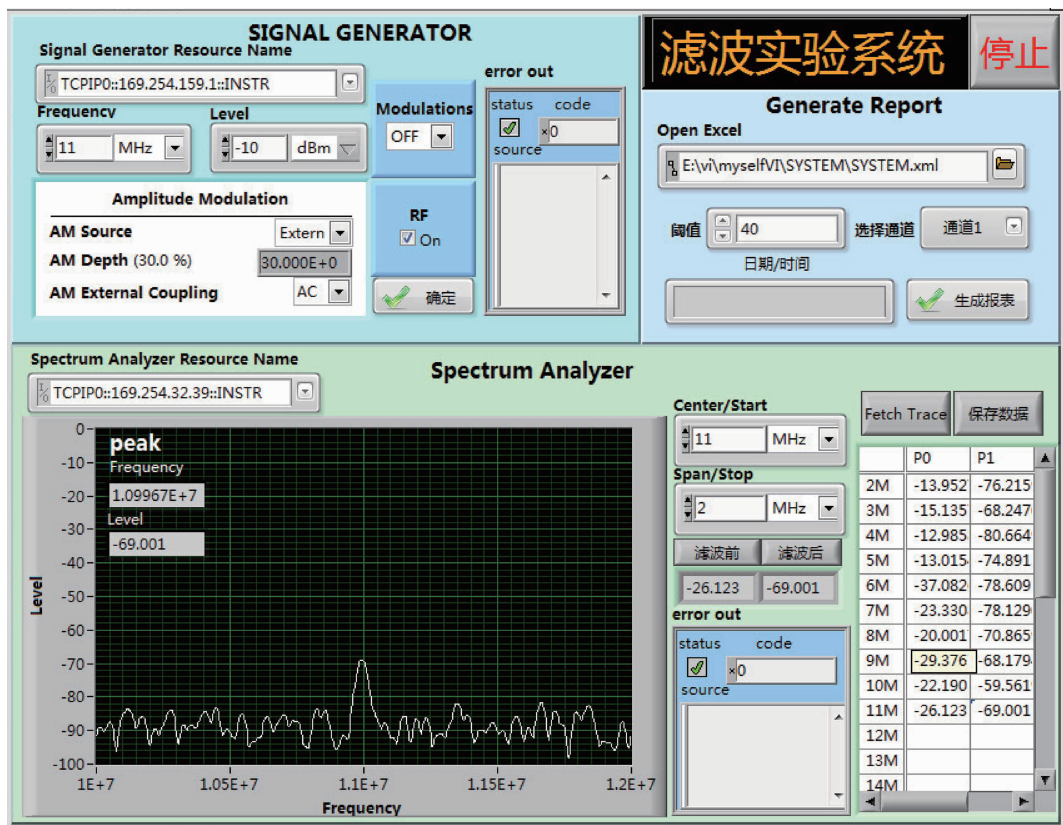 SIGNAL GENERATOR
Signal Generator Resource Name
TCPIP0::169.254.159.1::INSTR
Frequency
Level
11
MHz
-10
dBm
Modulations
OFF
error out
status
code
×0
source
Amplitude Modulation
AM Source
Extern
AM Depth (30.0 %)
30.000E+0
AM External Coupling
AC
RF
On
确定
滤波实验系统
停止
Generate Report
Open Excel
E:\vi\myselfVI\SYSTEM\SYSTEM.xml
阈值
40
选择通道
通道1
日期/时间
生成报表
Spectrum Analyzer Resource Name
Spectrum Analyzer
TCPIP0::169.254.32.39::INSTR
peak
Frequency
1.09967E+7
Level
-69.001
Level
0
-10
-20
-30
-40
-50
-60
-70
-80
-90
-100
1E+7
1.05E+7
1.1E+7
1.15E+7
1.2E+7
Frequency
Center/Start
11
MHz
Span/Stop
2
MHz
滤波前
滤波后
-26.123
-69.001
error out
status
code
×0
source
Fetch Trace
保存数据
P0 P1
2M -13.952 -76.215
3M -15.135 -68.247
4M -12.985 -80.664
5M -13.015 -74.891
6M -37.082 -78.609
7M -23.330 -78.129
8M -20.001 -70.865
9M -29.376 -68.179
10M -22.190 -59.561
11M -26.123 -69.001
12M
13M
14M